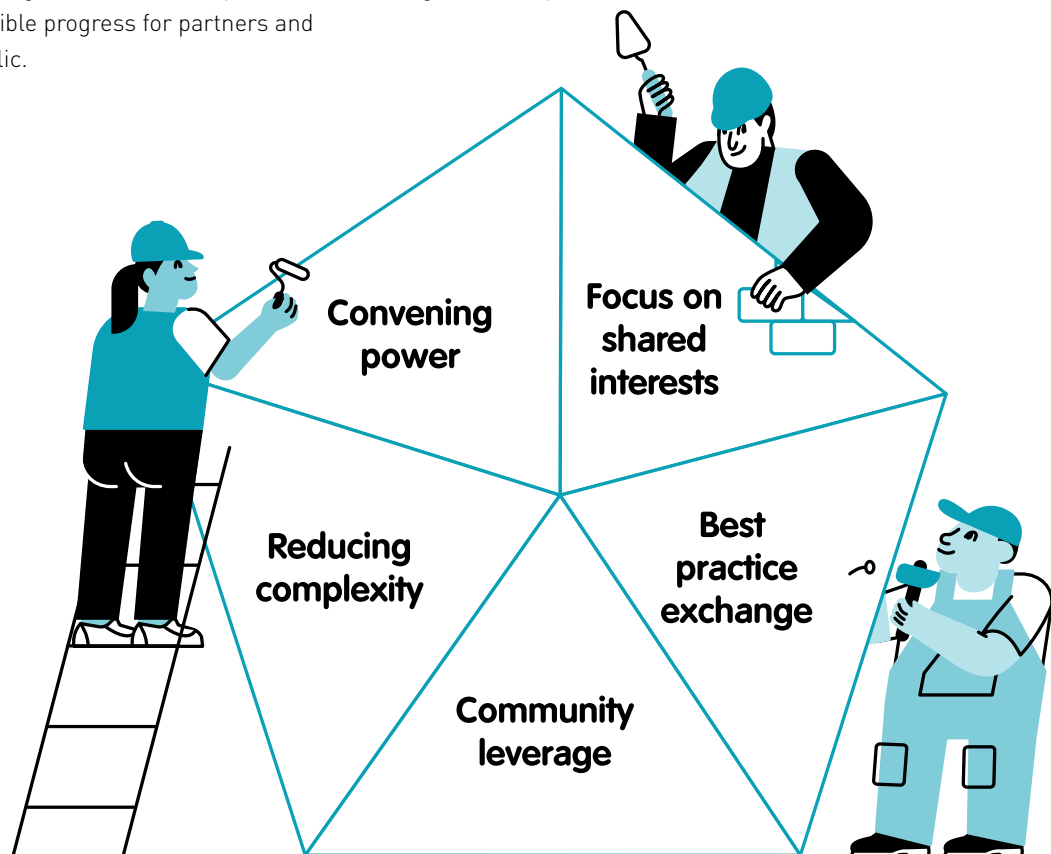 ible progress for partners and
lic.
Convening
power
Focus on
shared
interests
Reducing
complexity
Best
practice
exchange
Community
leverage